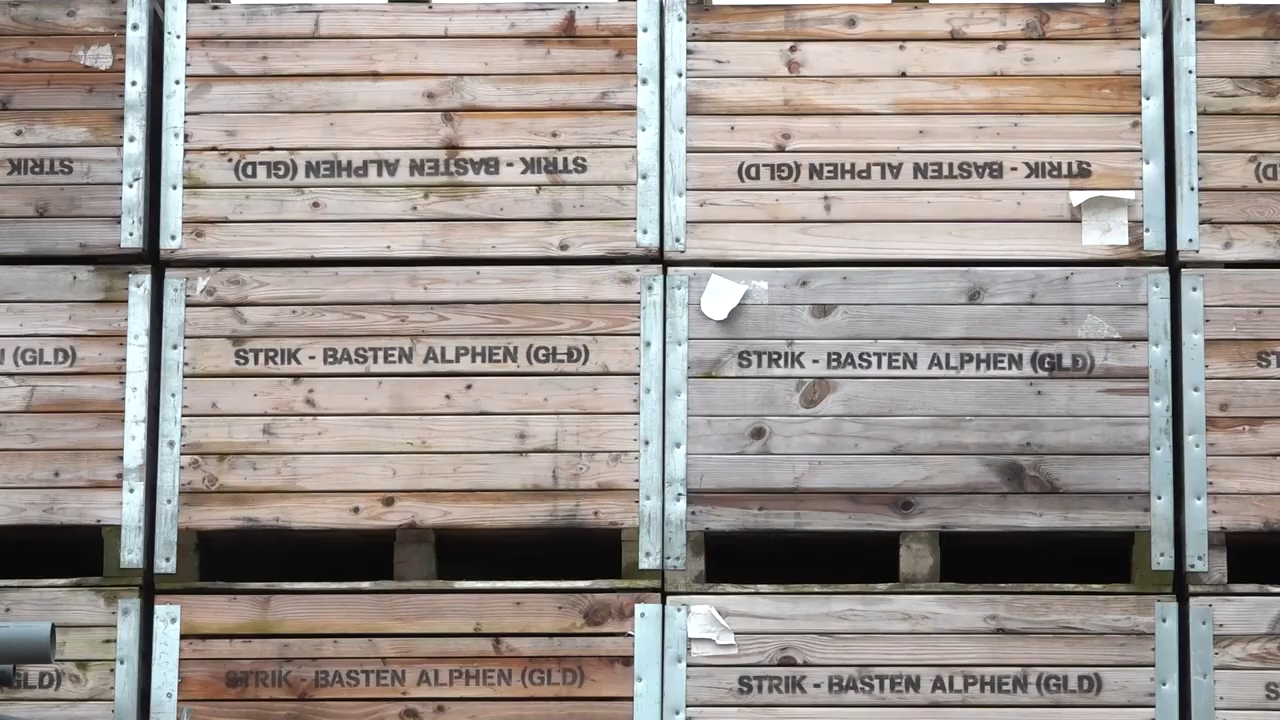 STRIK
STRIK - BASTEN ALPHEN (GLD).
STRIK - BASTEN ALPHEN (GLD)
(GLD)
STRIK - BASTEN ALPHEN (GLD)
STRIK - BASTEN ALPHEN (GLD)
GLD)
STRIK - BASTEN ALPHEN (GLD)
STRIK - BASTEN ALPHEN (GLD)